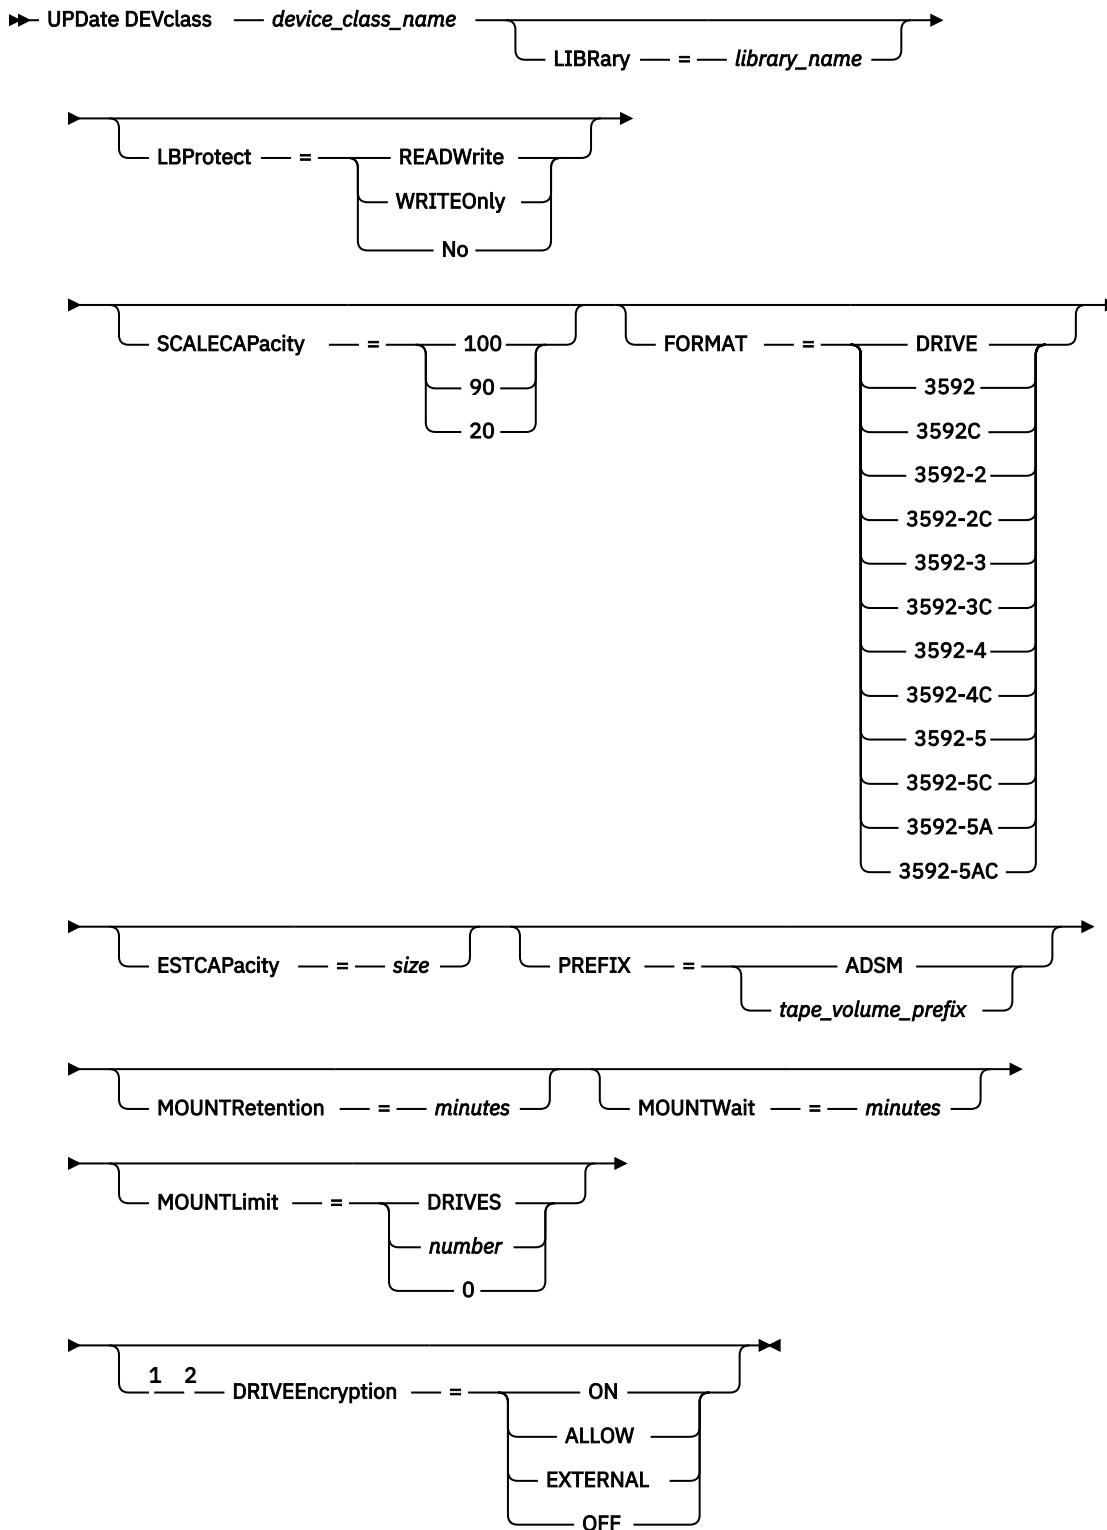 UPDate DEVclass device_class_name
LIBRary = library_name
LBProtect = READWrite
WRITEOnly
No
SCALECAPacity = 100 FORMAT = DRIVE
90 3592
20 3592C
3592-2
3592-2C
3592-3
3592-3C
3592-4
3592-4C
3592-5
3592-5C
3592-5A
3592-5AC
ESTCAPacity = size PREFIX = ADSM
tape_volume_prefix
MOUNTRetention = minutes MOUNTWait = minutes
MOUNTLimit = DRIVES
number
0
1 2 DRIVEEncryption = ON
ALLOW
EXTERNAL
OFF